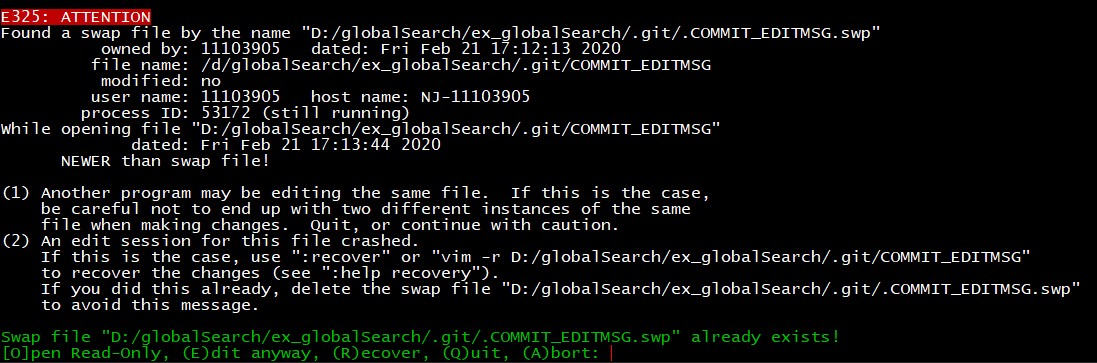 E325: ATTENTION
Found a swap file by the name "D:/globalSearch/ex_globalSearch/.git/.COMMIT_EDITMSG.swp"
owned by: 11103905   dated: Fri Feb 21 17:12:13 2020
file name: /d/globalSearch/ex_globalSearch/.git/COMMIT_EDITMSG
modified: no
user name: 11103905   host name: NJ-11103905
process ID: 53172 (still running)
While opening file "D:/globalSearch/ex_globalSearch/.git/COMMIT_EDITMSG"
dated: Fri Feb 21 17:13:44 2020
NEWER than swap file!
(1) Another program may be editing the same file.  If this is the case,
be careful not to end up with two different instances of the same
file when making changes.  Quit, or continue with caution.
(2) An edit session for this file crashed.
If this is the case, use ":recover" or "vim -r D:/globalSearch/ex_globalSearch/.git/COMMIT_EDITMSG"
to recover the changes (see ":help recovery").
If you did this already, delete the swap file "D:/globalSearch/ex_globalSearch/.git/.COMMIT_EDITMSG.swp"
to avoid this message.
Swap file "D:/globalSearch/ex_globalSearch/.git/.COMMIT_EDITMSG.swp" already exists!
[O]pen Read-Only, (E)dit anyway, (R)ecover, (Q)uit, (A)bort: